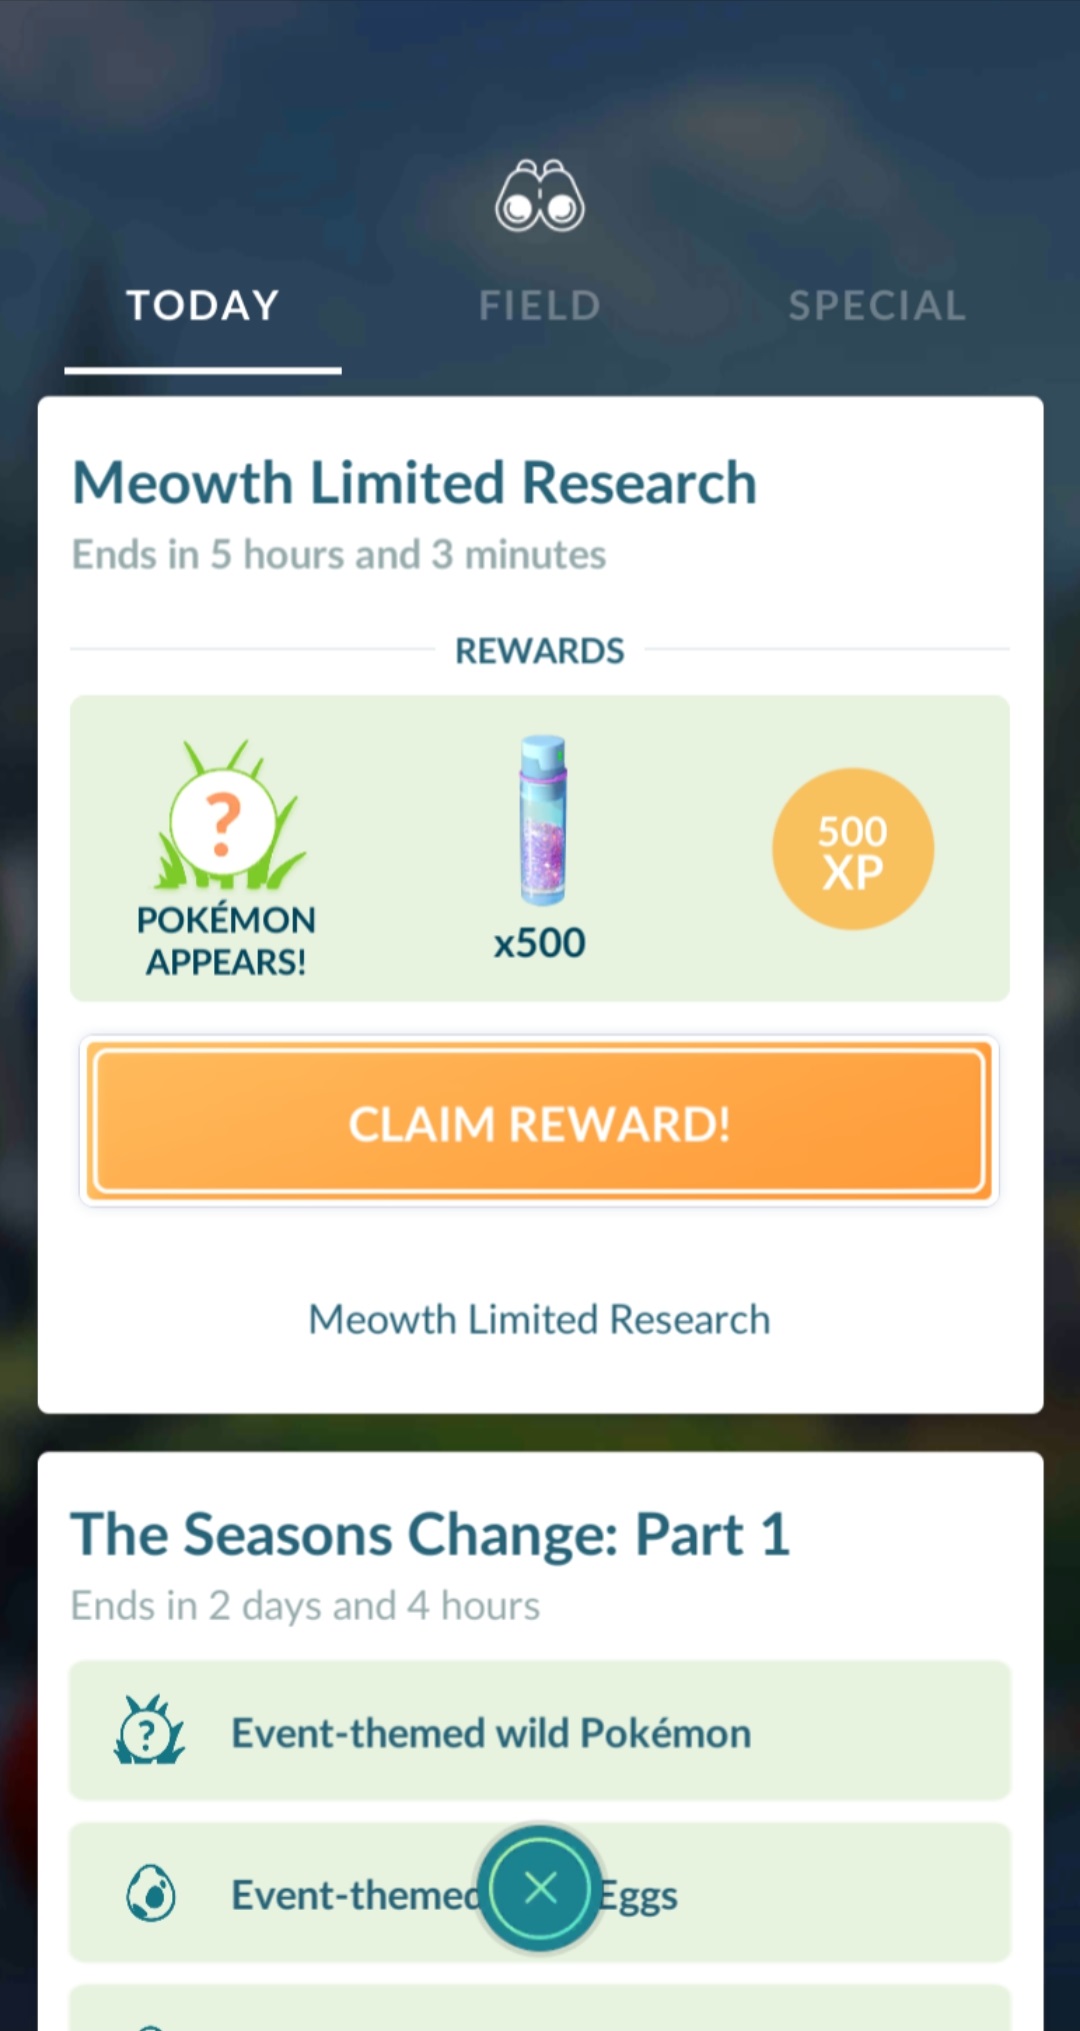 TODAY
FIELD
SPECIAL
Meowth Limited Research
Ends in 5 hours and 3 minutes
REWARDS
?
POKÉMON
APPEARS!
x500
500
XP
CLAIM REWARD!
Meowth Limited Research
The Seasons Change: Part 1
Ends in 2 days and 4 hours
?
Event-themed wild Pokémon
Event-themed Eggs